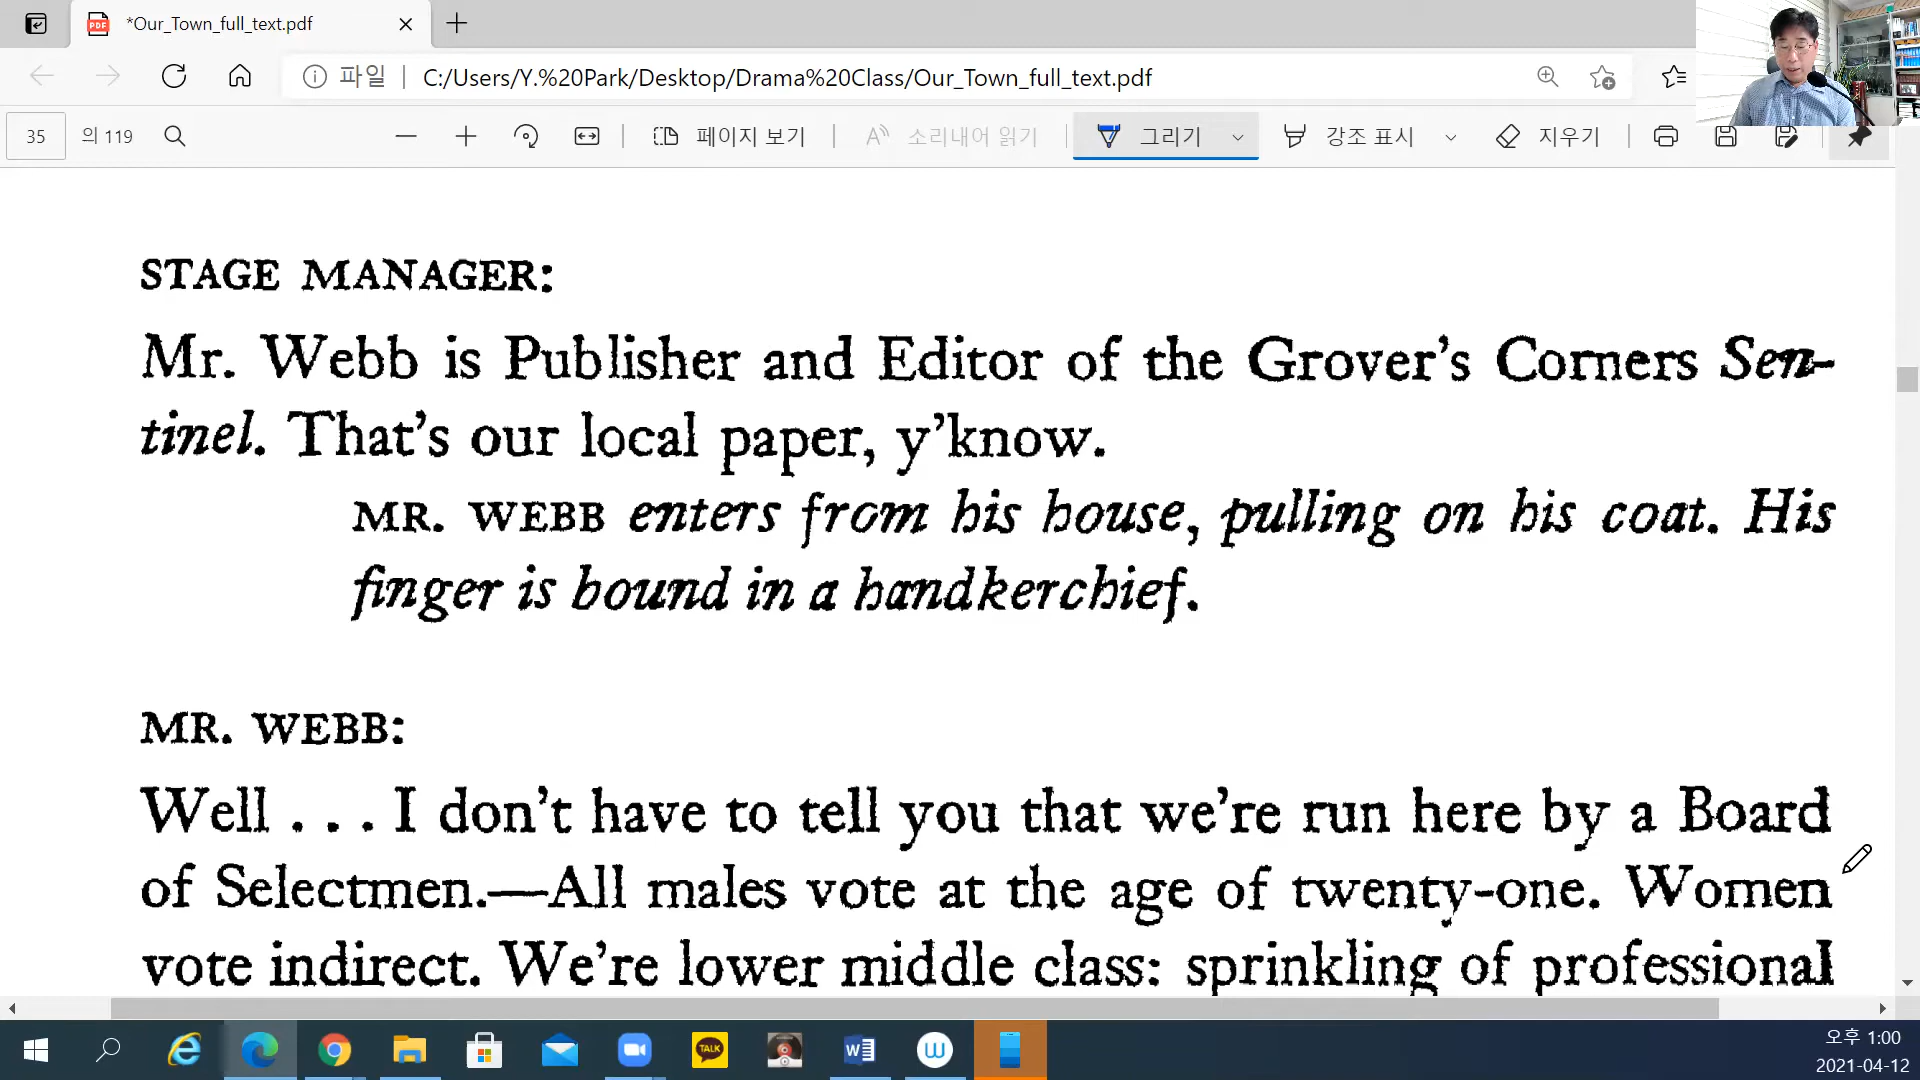 *Our_Town_full_text.pdf
파일 | C:/Users/Y.%20Park/Desktop/Drama%20Class/Our_Town_full_text.pdf
35 의 119 페이지 보기 소리내어 읽기 그리기 강조 표시 지우기
STAGE MANAGER:
Mr. Webb is Publisher and Editor of the Grover's Corners Sen-
tinel. That's our local paper, y'know.
MR. WEBB enters from his house, pulling on his coat. His
finger is bound in a handkerchief.
MR. WEBB:
Well . . . I don't have to tell you that we're run here by a Board
of Selectmen.—All males vote at the age of twenty-one. Women
vote indirect. We're lower middle class: sprinkling of professional
TALK
오후 1:00
2021-04-12